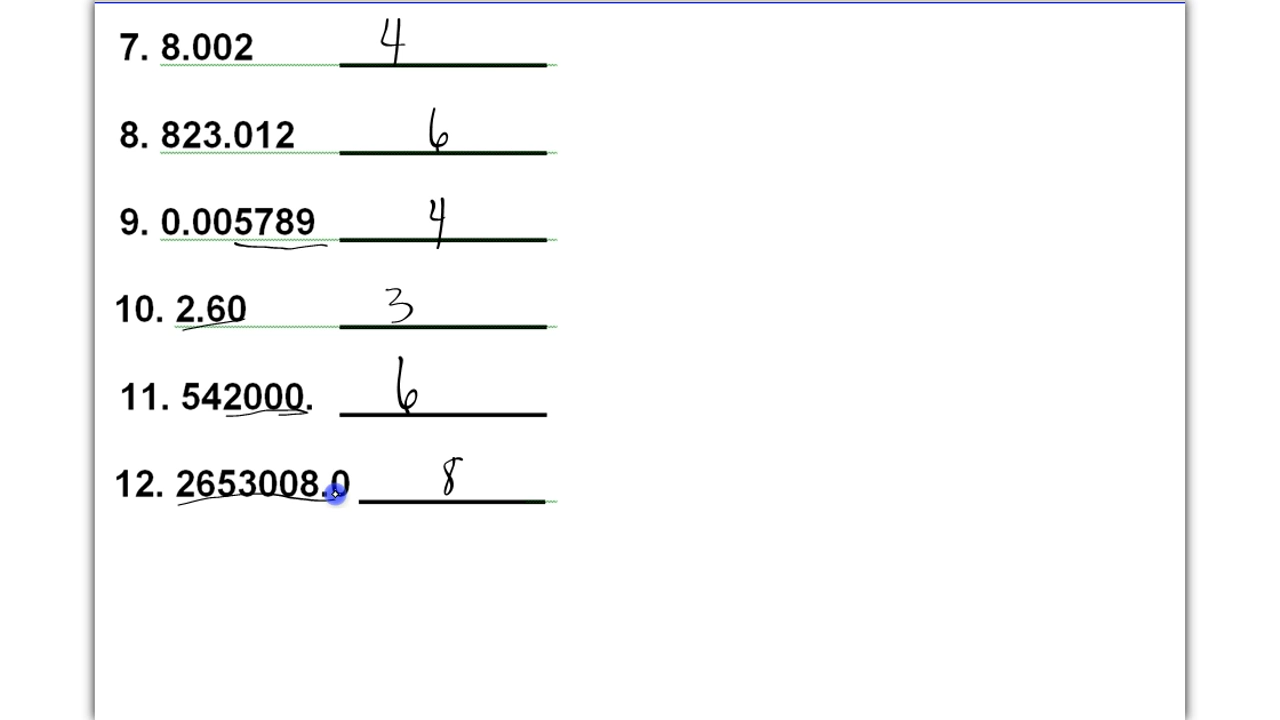 7. 8.002 4
8. 823.012 6
9. 0.005789 4
10. 2.60 3
11. 542000. 6
12. 2653008.0 8